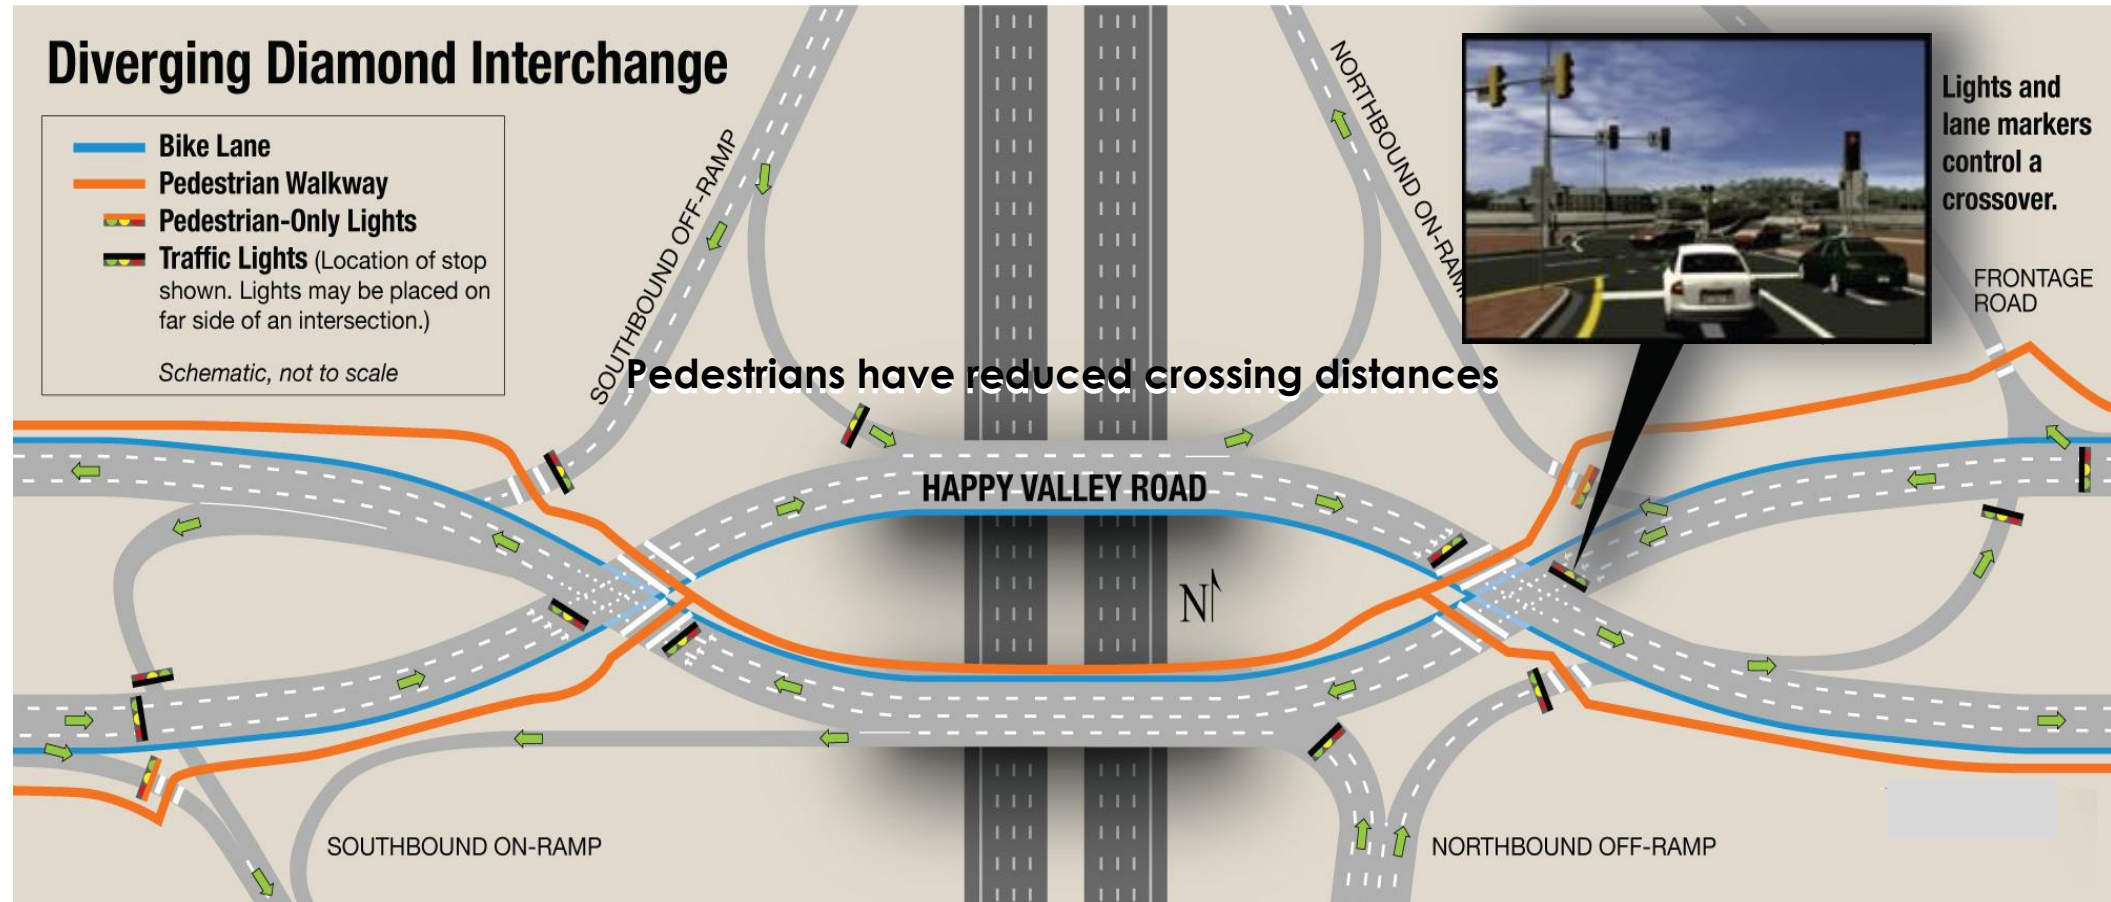 Diverging Diamond Interchange
Bike Lane
Pedestrian Walkway
Pedestrian-Only Lights
Traffic Lights (Location of stop
shown. Lights may be placed on
far side of an intersection.)
Schematic, not to scale
SOUTHBOUND OFF-RAMP
NORTHBOUND ON-RAMP
Lights and
lane markers
control a
crossover.
FRONTAGE
ROAD
Pedestrians have reduced crossing distances
HAPPY VALLEY ROAD
N
SOUTHBOUND ON-RAMP
NORTHBOUND OFF-RAMP